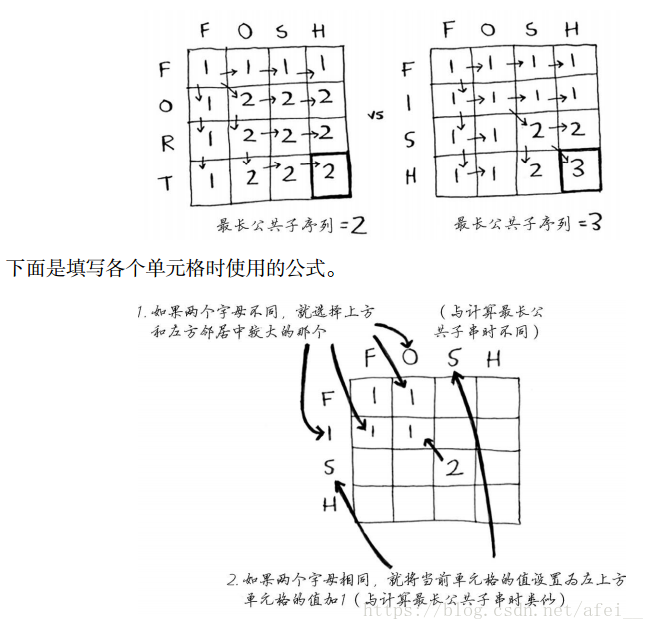 F O S H F O S H
F 1 1 1 1 F 1 1 1 1
O 1 2 2 2 vs I 1 1 1 1
R 1 2 2 2 S 1 1 2 2
T 1 2 2 2 H 1 1 2 3
最长公共子序列=2 最长公共子序列=3
下面是填写各个单元格时使用的公式。
1.如果两个字母不同，就选择上方 （与计算最长公
和左方邻居中较大的那个 共子串时不同）
F O S H
F 1 1
I 1 1
S 2
H
2.如果两个字母相同，就将当前单元格的值设置为左上方
单元格的值加1（与计算最长公共子串时类似）
https://blog.csdn.net/afei__